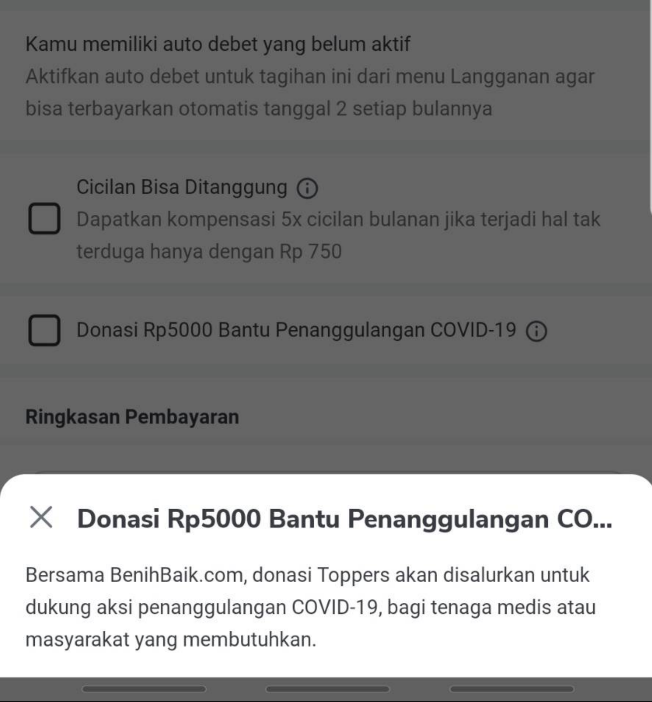 Kamu memiliki auto debet yang belum aktif
Aktifkan auto debet untuk tagihan ini dari menu Langganan agar
bisa terbayarkan otomatis tanggal 2 setiap bulannya
Cicilan Bisa Ditanggung
Dapatkan kompensasi 5x cicilan bulanan jika terjadi hal tak
terduga hanya dengan Rp 750
Donasi Rp5000 Bantu Penanggulangan COVID-19
Ringkasan Pembayaran
Donasi Rp5000 Bantu Penanggulangan CO...
Bersama BenihBaik.com, donasi Toppers akan disalurkan untuk
dukung aksi penanggulangan COVID-19, bagi tenaga medis atau
masyarakat yang membutuhkan.